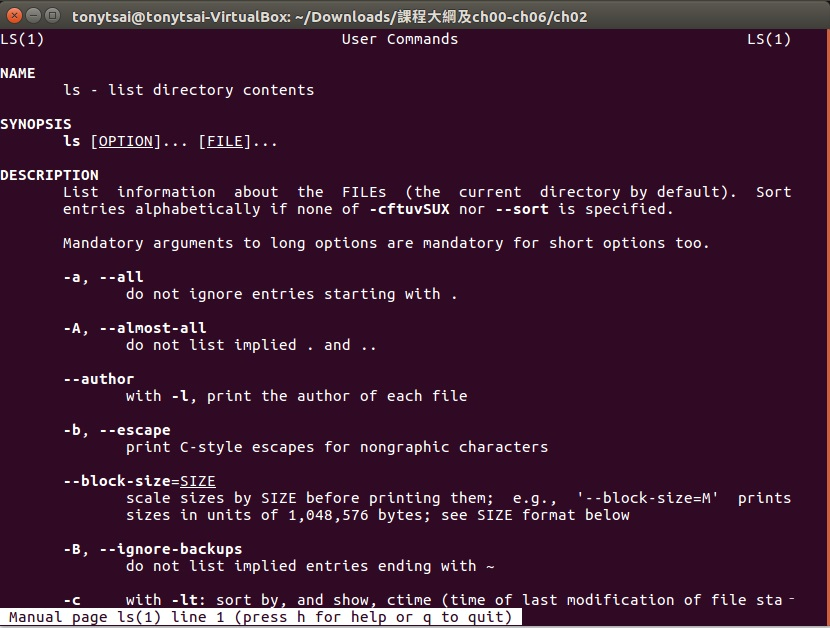 tonytsai@tonytsai-VirtualBox: ~/Downloads/課程大綱及ch00-ch06/ch02
LS(1) User Commands LS(1)
NAME
ls - list directory contents
SYNOPSIS
ls [OPTION]... [FILE]...
DESCRIPTION
List information about the FILEs (the current directory by default). Sort
entries alphabetically if none of -cftuvSUX nor --sort is specified.
Mandatory arguments to long options are mandatory for short options too.
-a, --all
do not ignore entries starting with .
-A, --almost-all
do not list implied . and ..
--author
with -l, print the author of each file
-b, --escape
print C-style escapes for nongraphic characters
--block-size=SIZE
scale sizes by SIZE before printing them; e.g., '--block-size=M' prints
sizes in units of 1,048,576 bytes; see SIZE format below
-B, --ignore-backups
do not list implied entries ending with ~
-c with -lt: sort by, and show, ctime (time of last modification of file sta‐
Manual page ls(1) line 1 (press h for help or q to quit)